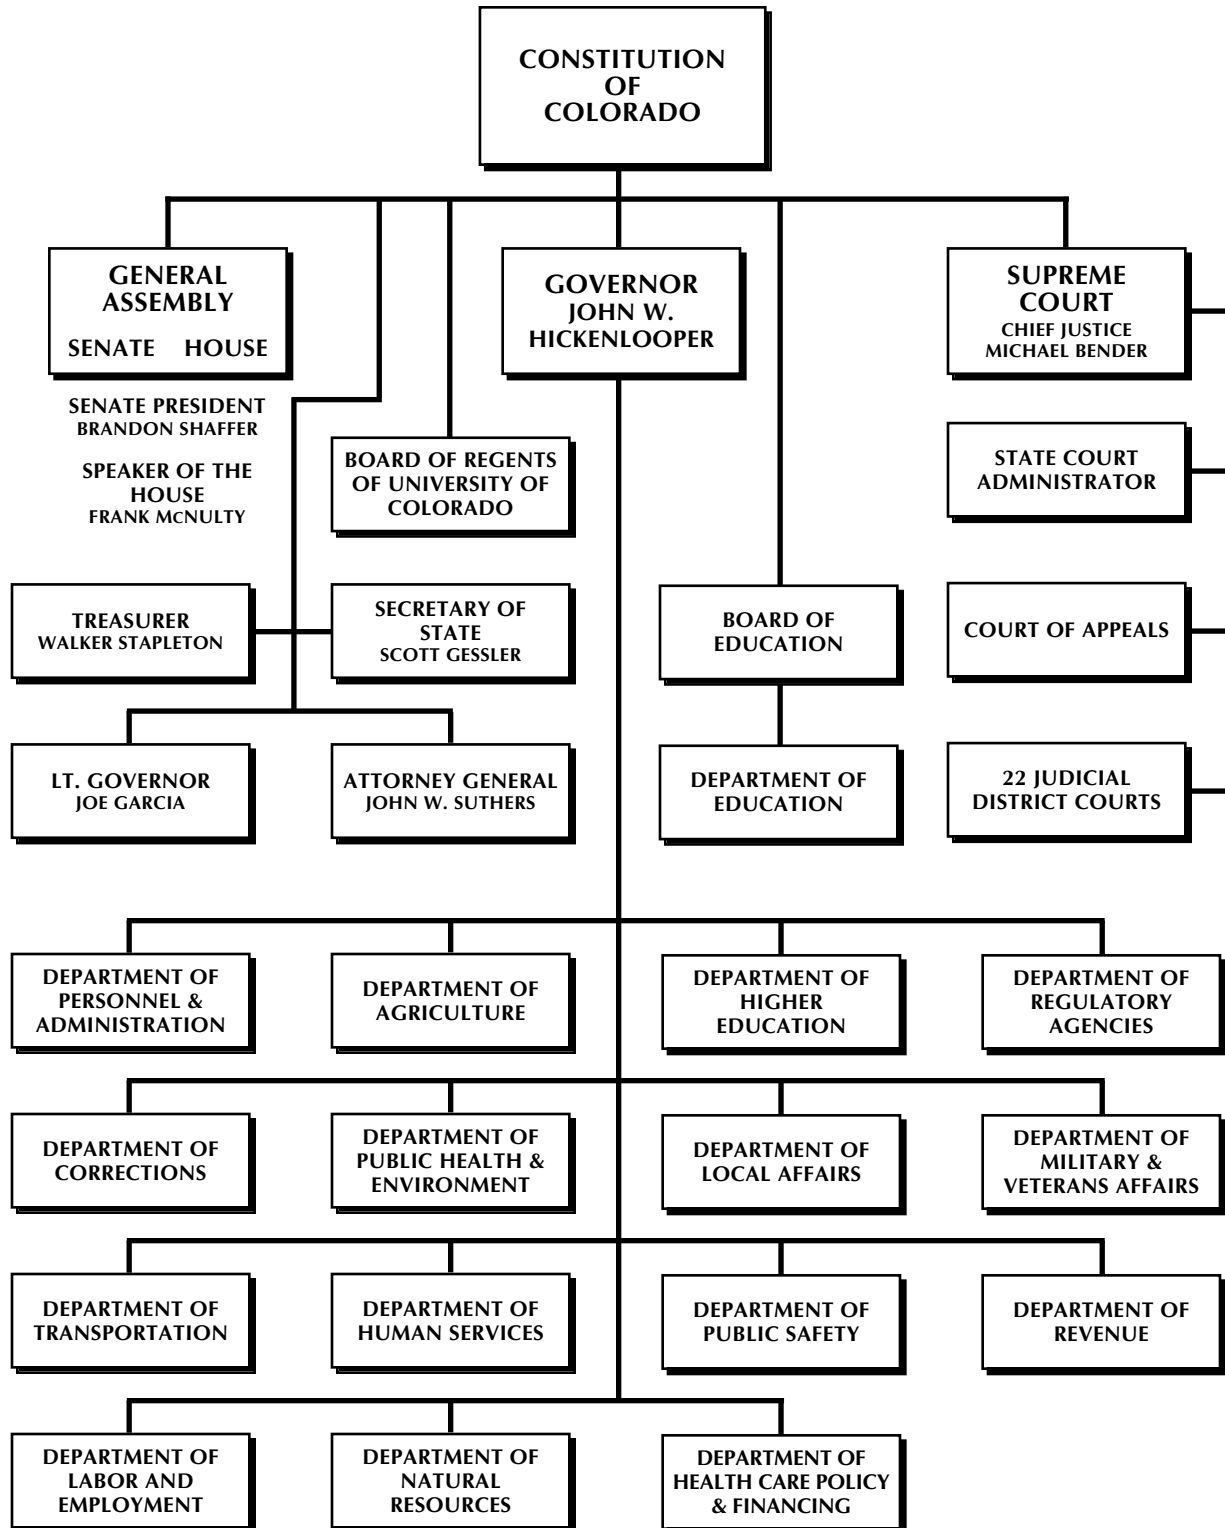 CONSTITUTION
OF
COLORADO
GENERAL
ASSEMBLY
SENATE HOUSE
GOVERNOR
JOHN W.
HICKENLOOPER
SUPREME
COURT
CHIEF JUSTICE
MICHAEL BENDER
SENATE PRESIDENT
BRANDON SHAFFER
SPEAKER OF THE
HOUSE
FRANK McNULTY
BOARD OF REGENTS
OF UNIVERSITY OF
COLORADO
STATE COURT
ADMINISTRATOR
TREASURER
WALKER STAPLETON
SECRETARY OF
STATE
SCOTT GESSLER
BOARD OF
EDUCATION
COURT OF APPEALS
LT. GOVERNOR
JOE GARCIA
ATTORNEY GENERAL
JOHN W. SUTHERS
DEPARTMENT OF
EDUCATION
22 JUDICIAL
DISTRICT COURTS
DEPARTMENT OF
PERSONNEL &
ADMINISTRATION
DEPARTMENT OF
AGRICULTURE
DEPARTMENT OF
HIGHER
EDUCATION
DEPARTMENT OF
REGULATORY
AGENCIES
DEPARTMENT OF
CORRECTIONS
DEPARTMENT OF
PUBLIC HEALTH &
ENVIRONMENT
DEPARTMENT OF
LOCAL AFFAIRS
DEPARTMENT OF
MILITARY &
VETERANS AFFAIRS
DEPARTMENT OF
TRANSPORTATION
DEPARTMENT OF
HUMAN SERVICES
DEPARTMENT OF
PUBLIC SAFETY
DEPARTMENT OF
REVENUE
DEPARTMENT OF
LABOR AND
EMPLOYMENT
DEPARTMENT OF
NATURAL
RESOURCES
DEPARTMENT OF
HEALTH CARE POLICY
& FINANCING